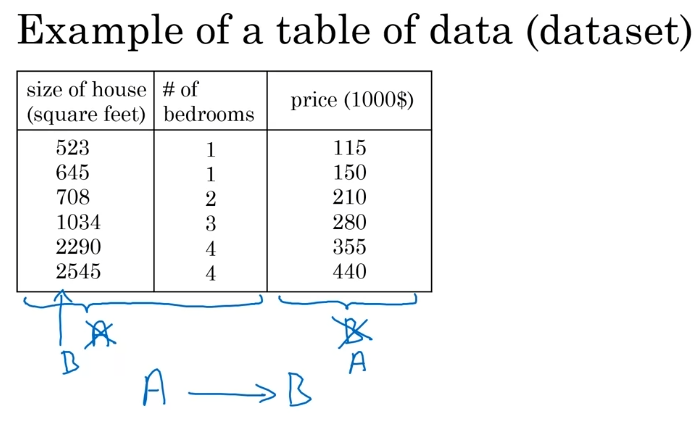 Example of a table of data (dataset)
size of house # of
(square feet) bedrooms price (1000$)
523 1 115
645 1 150
708 2 210
1034 3 280
2290 4 355
2545 4 440
A B
B A
A → B